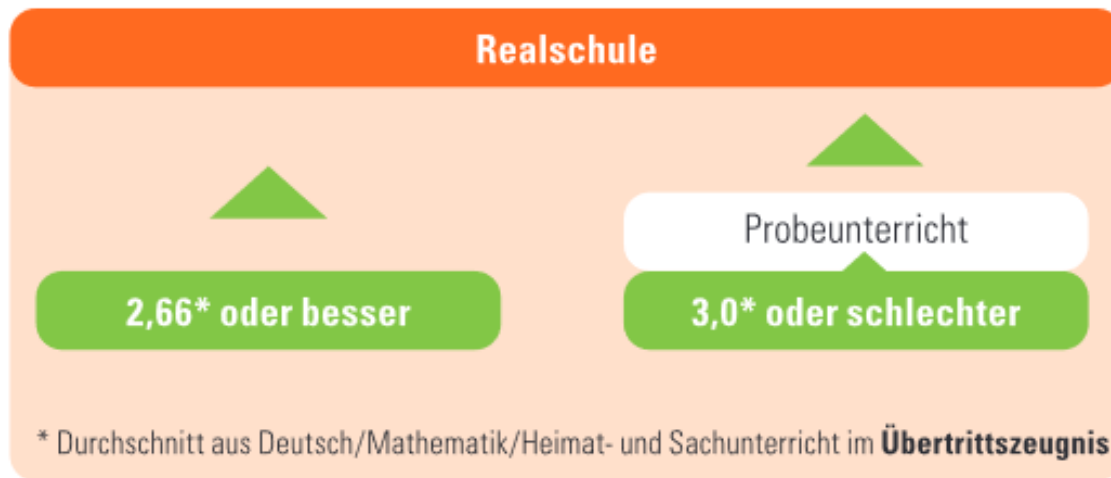 Realschule
Probeunterricht
2,66* oder besser
3,0* oder schlechter
* Durchschnitt aus Deutsch/Mathematik/Heimat- und Sachunterricht im Übertrittszeugnis